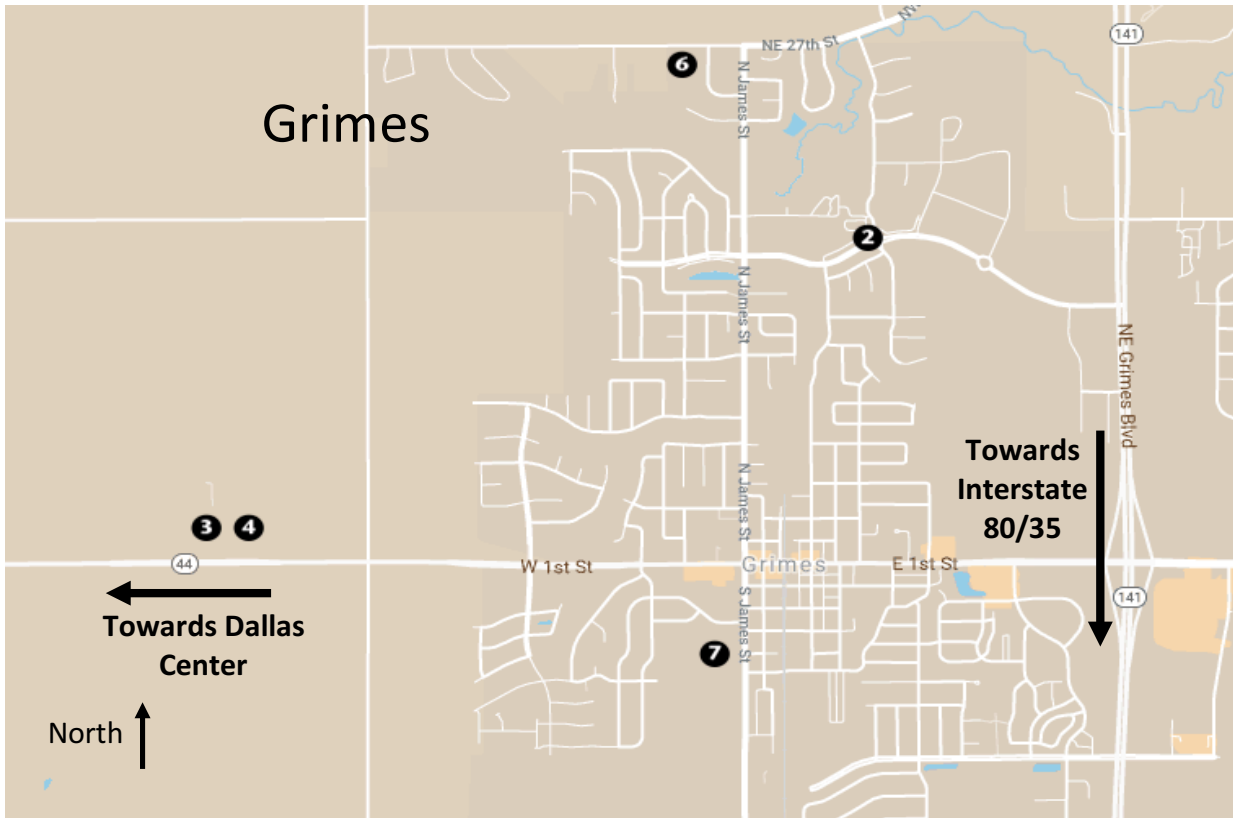 NW
141
NE 27th St
6
N James St
Grimes
2
N James St
NE Grimes Blvd
Towards
Interstate
80/35
N James St
3
4
44
W 1st St
Grimes
E 1st St
141
Towards Dallas
Center
S James St
7
North